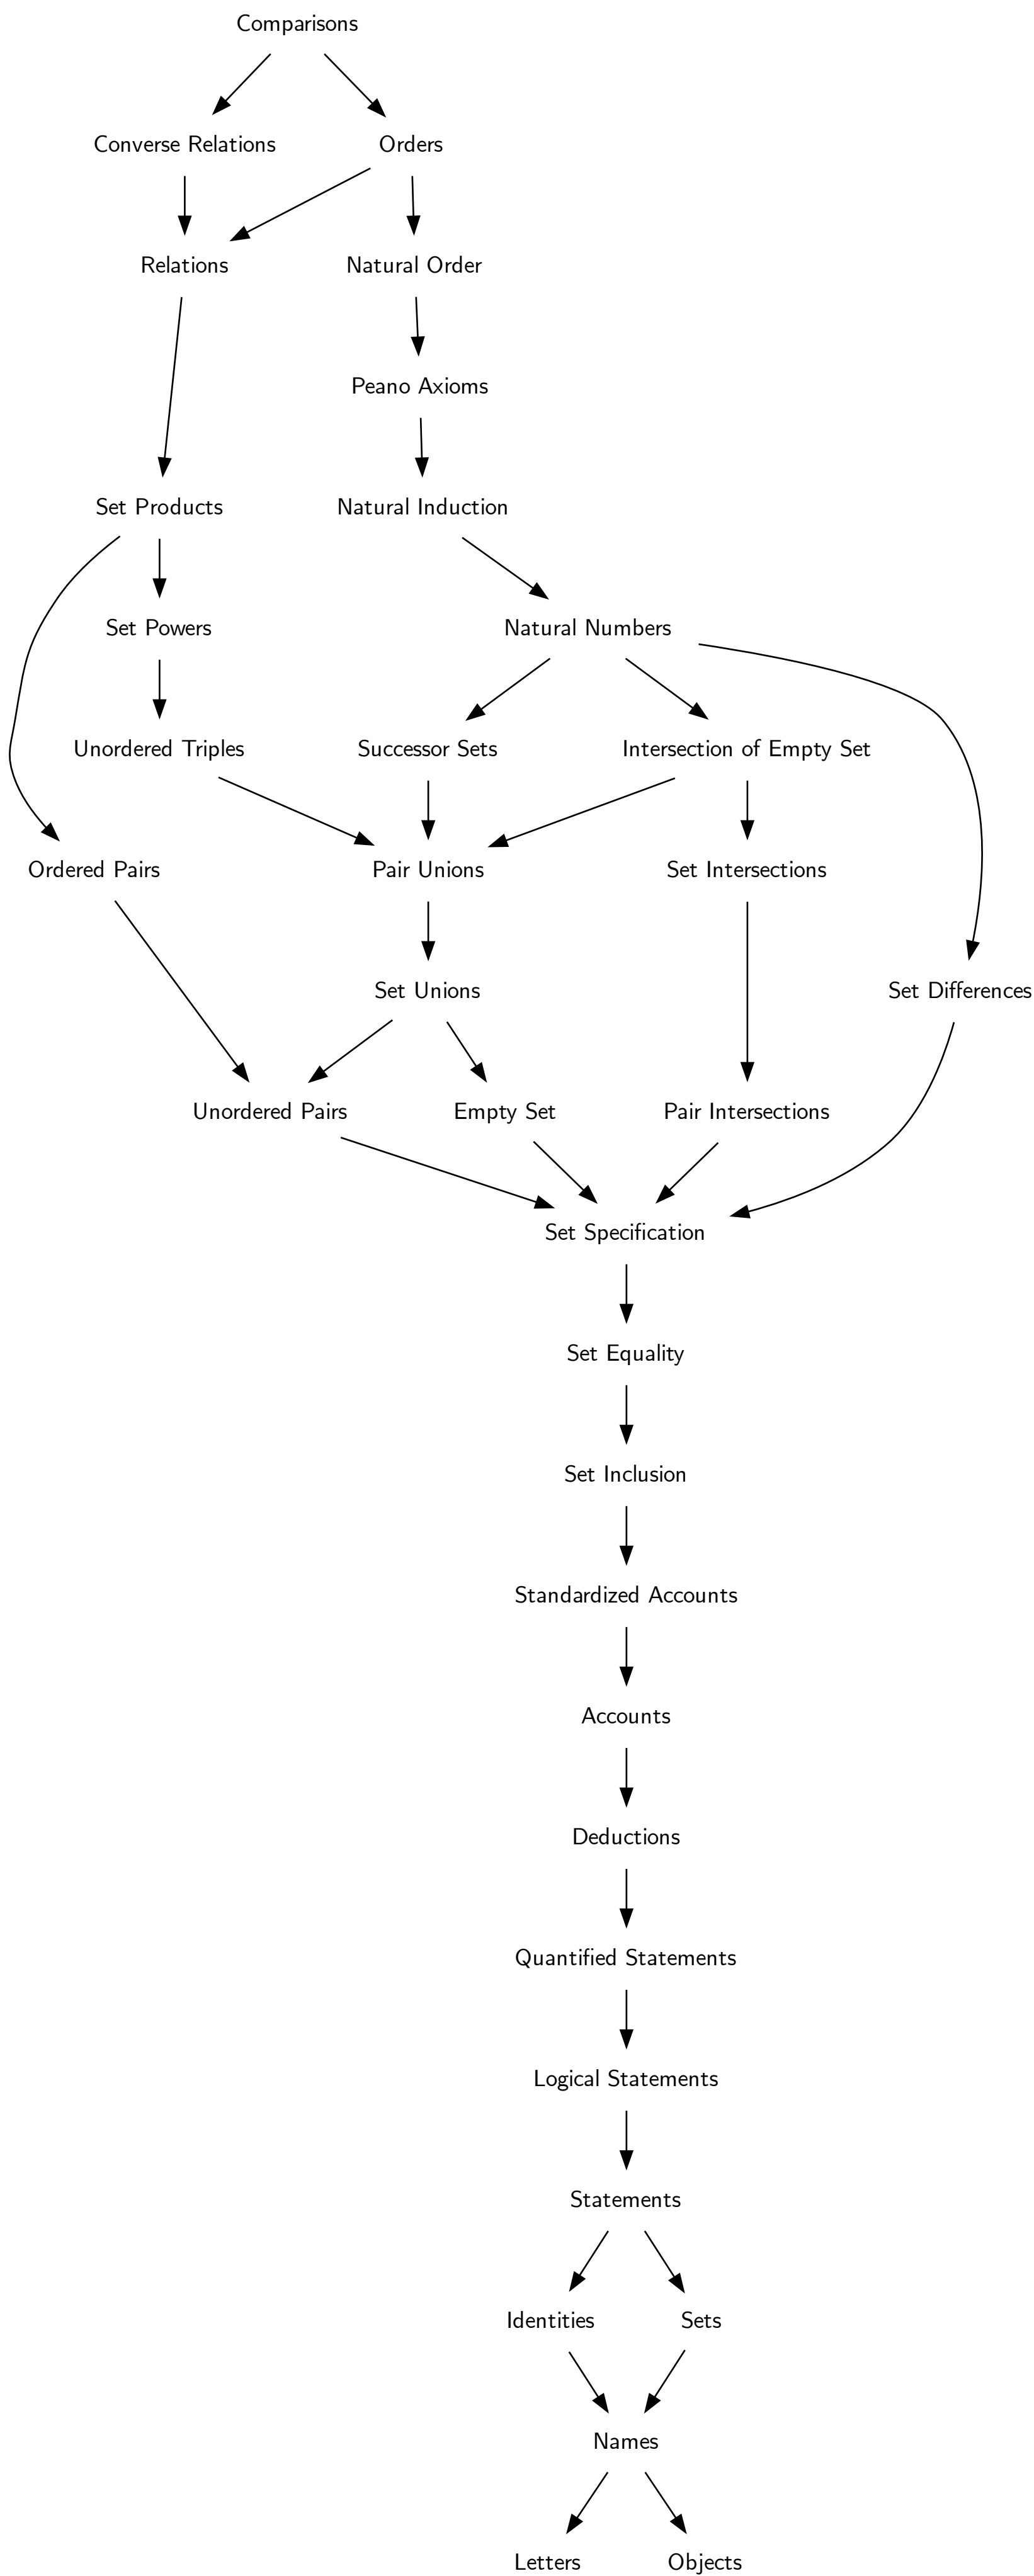 Comparisons
Converse Relations
Orders
Relations
Natural Order
Peano Axioms
Set Products
Natural Induction
Set Powers
Natural Numbers
Unordered Triples
Successor Sets
Intersection of Empty Set
Ordered Pairs
Pair Unions
Set Intersections
Set Unions
Set Differences
Unordered Pairs
Empty Set
Pair Intersections
Set Specification
Set Equality
Set Inclusion
Standardized Accounts
Accounts
Deductions
Quantified Statements
Logical Statements
Statements
Identities
Sets
Names
Letters
Objects